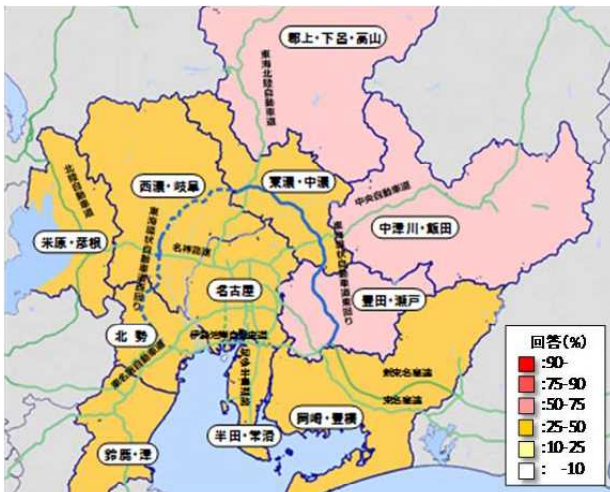 郡上・下呂・高山
東海北陸自動車道
西濃・岐阜
東濃・中濃
北陸自動車道
中央自動車道
米原・彦根
東海環状自動車道西回り
名神高速
東海環状自動車道東回り
中津川・飯田
名古屋
豊田・瀬戸
北勢
伊勢湾岸自動車道
東名阪自動車道
知多半島道路
新東名高速
東名高速
岡崎・豊橋
半田・常滑
鈴鹿・津
回答(%)
:90-
:75-90
:50-75
:25-50
:10-25
: -10